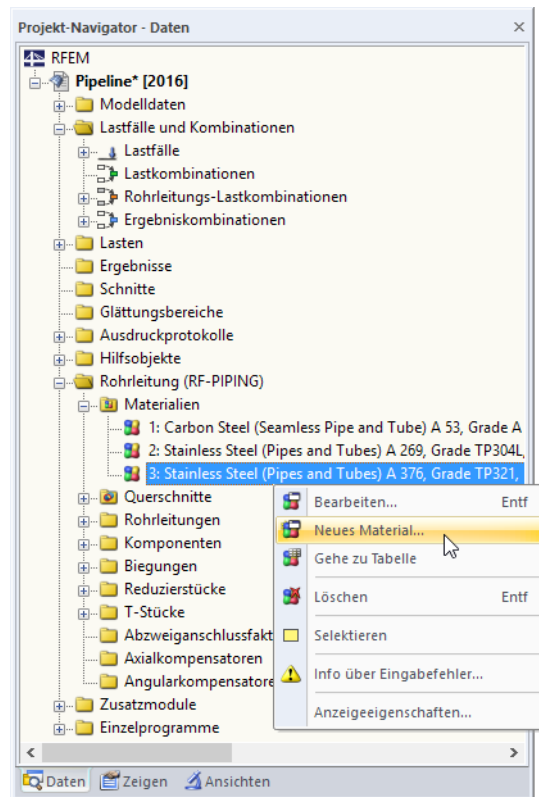 Projekt-Navigator - Daten
RFEM
Pipeline* [2016]
Modelldaten
Lastfälle und Kombinationen
Lastfälle
Lastkombinationen
Rohrleitungs-Lastkombinationen
Ergebniskombinationen
Lasten
Ergebnisse
Schnitte
Glättungsbereiche
Ausdruckprotokolle
Hilfsobjekte
Rohrleitung (RF-PIPING)
Materialien
1: Carbon Steel (Seamless Pipe and Tube) A 53, Grade A
2: Stainless Steel (Pipes and Tubes) A 269, Grade TP304L,
3: Stainless Steel (Pipes and Tubes) A 376, Grade TP321,
Querschnitte
Rohrleitungen
Komponenten
Biegungen
Reduzierstücke
T-Stücke
Abzweiganschlussfakt
Axialkompensatoren
Angularkompensatore
Zusatzmodule
Einzelprogramme
Bearbeiten... Entf
Neues Material...
Gehe zu Tabelle
Löschen Entf
Selektieren
Info über Eingabefehler...
Anzeigeeigenschaften...
Daten Zeigen Ansichten